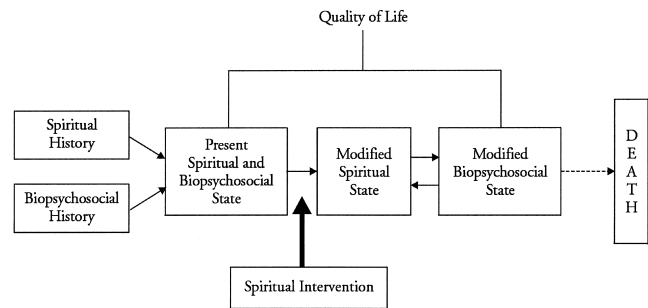 Quality of Life
Spiritual
History
Biopsychosocial
History
Present
Spiritual and
Biopsychosocial
State
Modified
Spiritual
State
Modified
Biopsychosocial
State
D
E
A
T
H
Spiritual Intervention